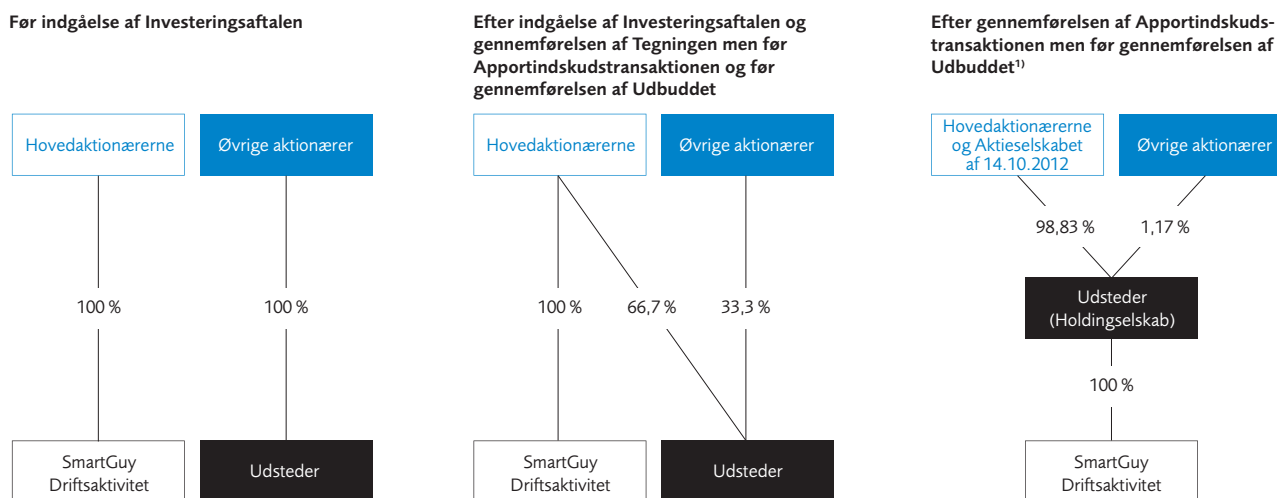 Før indgåelse af Investeringsaftalen
Hovedaktionærerne
Øvrige aktionærer
100 %
100 %
SmartGuy
Driftsaktivitet
Udsteder
Efter indgåelse af Investeringsaftalen og
gennemførelsen af Tegningen men før
Apportindskudstransaktionen og før
gennemførelsen af Udbuddet
Hovedaktionærerne
Øvrige aktionærer
100 %
66,7 %
33,3 %
SmartGuy
Driftsaktivitet
Udsteder
Efter gennemførelsen af Apportindskuds-
transaktionen men før gennemførelsen af
Udbuddet¹⁾
Hovedaktionærerne
og Aktieselskabet
af 14.10.2012
Øvrige aktionærer
98,83 %
1,17 %
Udsteder
(Holdingselskab)
100 %
SmartGuy
Driftsaktivitet